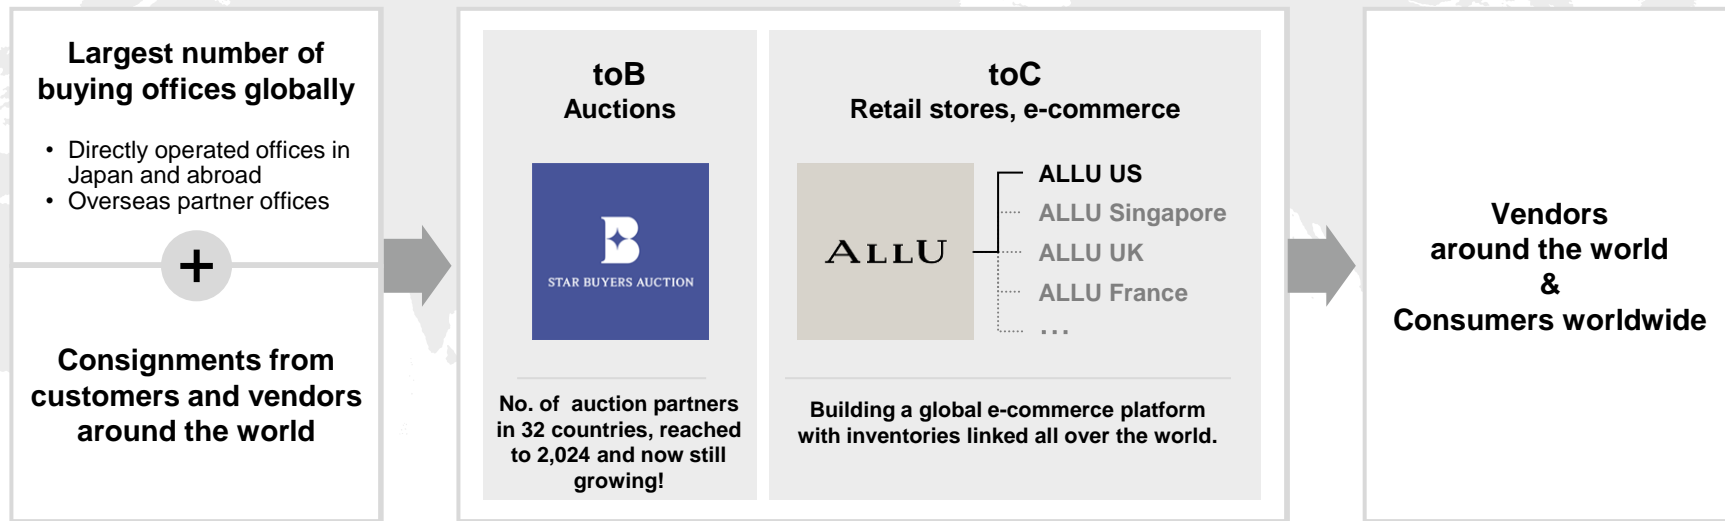 Largest number of
buying offices globally
• Directly operated offices in
Japan and abroad
• Overseas partner offices
+
Consignments from
customers and vendors
around the world
toB
Auctions
B
STAR BUYERS AUCTION
No. of auction partners
in 32 countries, reached
to 2,024 and now still
growing!
toC
Retail stores, e-commerce
ALLU
ALLU US
ALLU Singapore
ALLU UK
ALLU France
...
Building a global e-commerce platform
with inventories linked all over the world.
Vendors
around the world
&
Consumers worldwide